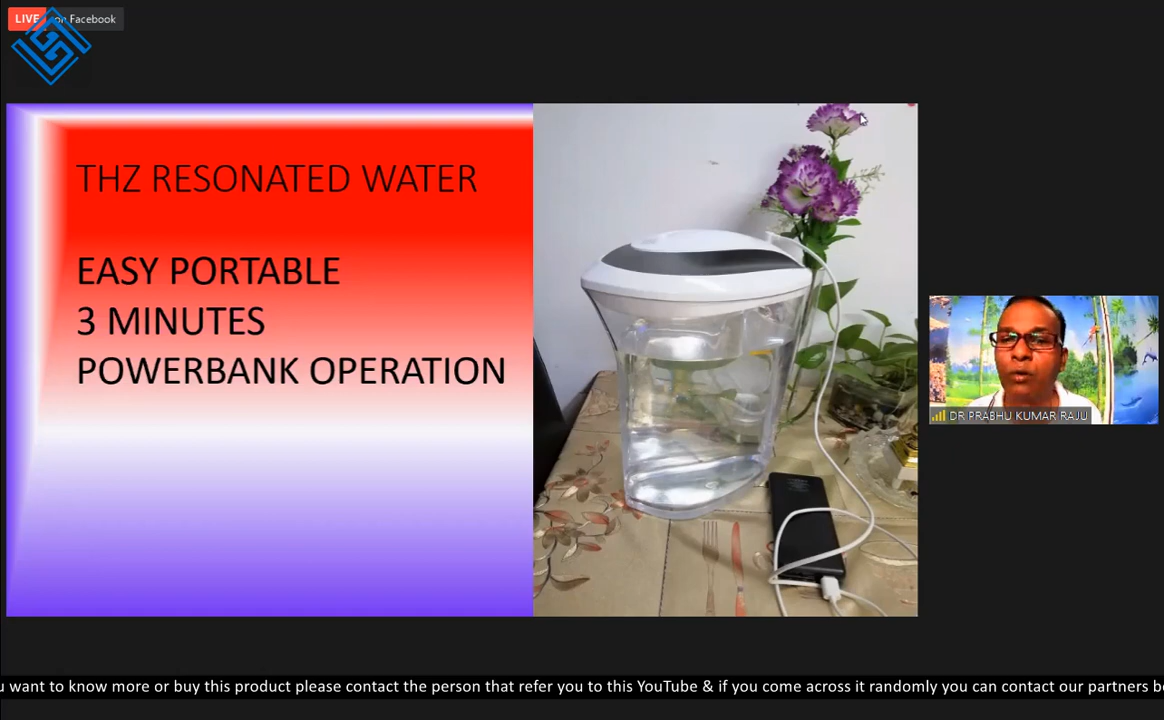 LIVE on Facebook
THZ RESONATED WATER
EASY PORTABLE
3 MINUTES
POWERBANK OPERATION
DR PRABHU KUMAR RAJU
want to know more or buy this product please contact the person that refer you to this YouTube & if you come across it randomly you can contact our partners